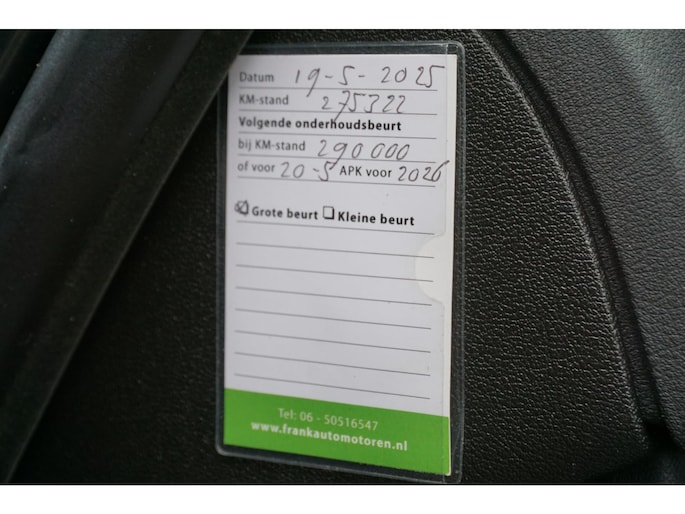 Datum 19-5-2025
KM-stand 275322
Volgende onderhoudsbeurt
bij KM-stand 290000
of voor 20-5 APK voor 2026
Grote beurt Kleine beurt
Tel: 06 - 50516547
www.frankautomotoren.nl